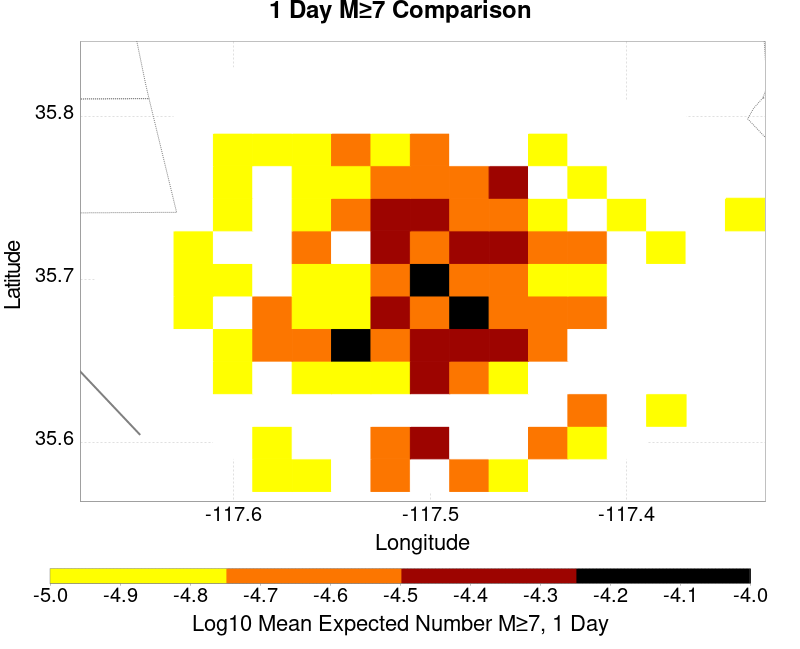 1 Day M≥7 Comparison
35.8
35.7
35.6
Latitude
-117.6 -117.5 -117.4
Longitude
-5.0 -4.9 -4.8 -4.7 -4.6 -4.5 -4.4 -4.3 -4.2 -4.1 -4.0
Log10 Mean Expected Number M≥7, 1 Day